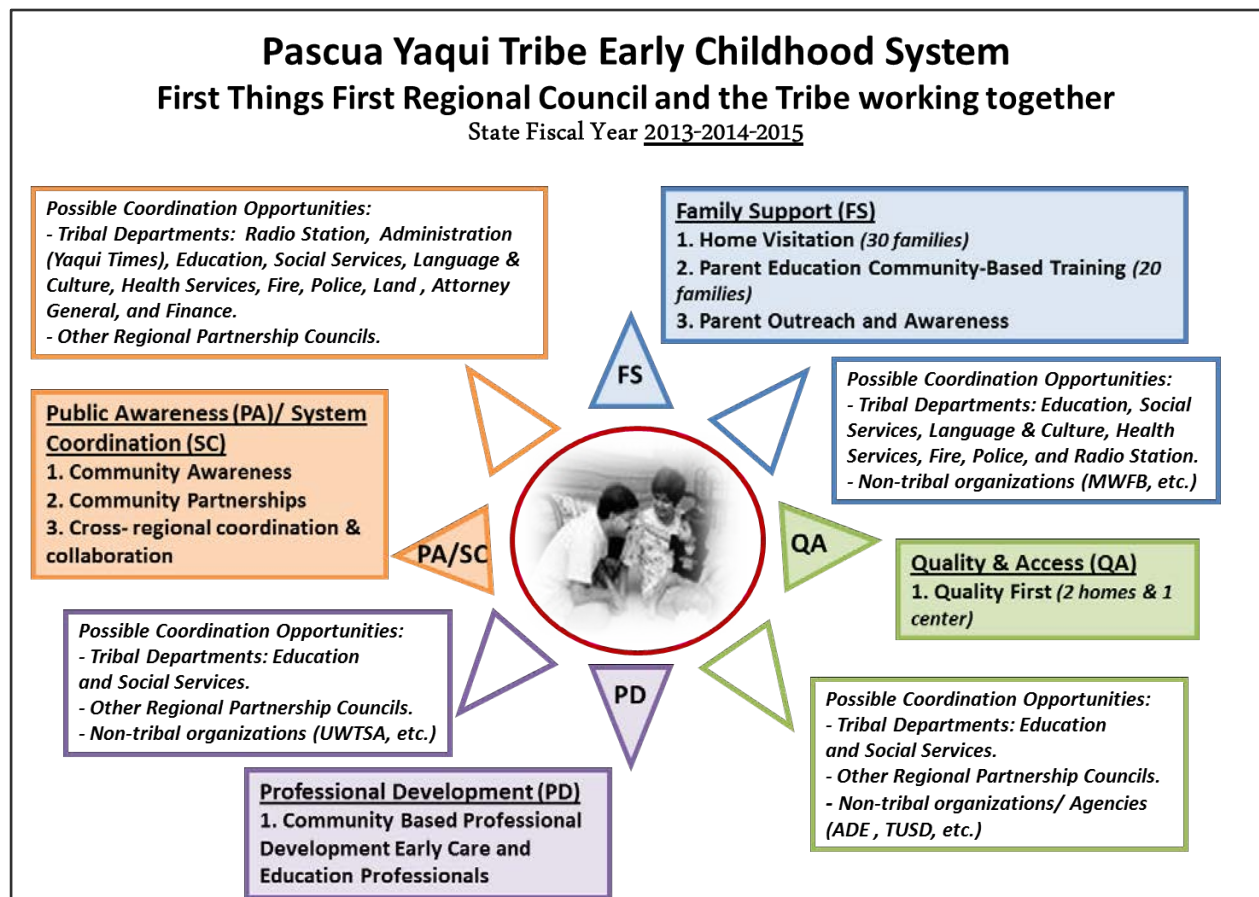 Pascua Yaqui Tribe Early Childhood System
First Things First Regional Council and the Tribe working together
State Fiscal Year 2013-2014-2015
Possible Coordination Opportunities:
- Tribal Departments: Radio Station, Administration
(Yaqui Times), Education, Social Services, Language &
Culture, Health Services, Fire, Police, Land , Attorney
General, and Finance.
- Other Regional Partnership Councils.
Family Support (FS)
1. Home Visitation (30 families)
2. Parent Education Community-Based Training (20
families)
3. Parent Outreach and Awareness
FS
Possible Coordination Opportunities:
- Tribal Departments: Education, Social
Services, Language & Culture, Health
Services, Fire, Police, and Radio Station.
- Non-tribal organizations (MWFB, etc.)
Public Awareness (PA)/ System
Coordination (SC)
1. Community Awareness
2. Community Partnerships
3. Cross- regional coordination &
collaboration
PA/SC
QA
Quality & Access (QA)
1. Quality First (2 homes & 1
center)
Possible Coordination Opportunities:
- Tribal Departments: Education
and Social Services.
- Other Regional Partnership Councils.
- Non-tribal organizations (UWTSA, etc.)
PD
Possible Coordination Opportunities:
- Tribal Departments: Education
and Social Services.
- Other Regional Partnership Councils.
- Non-tribal organizations/ Agencies
(ADE , TUSD, etc.)
Professional Development (PD)
1. Community Based Professional
Development Early Care and
Education Professionals